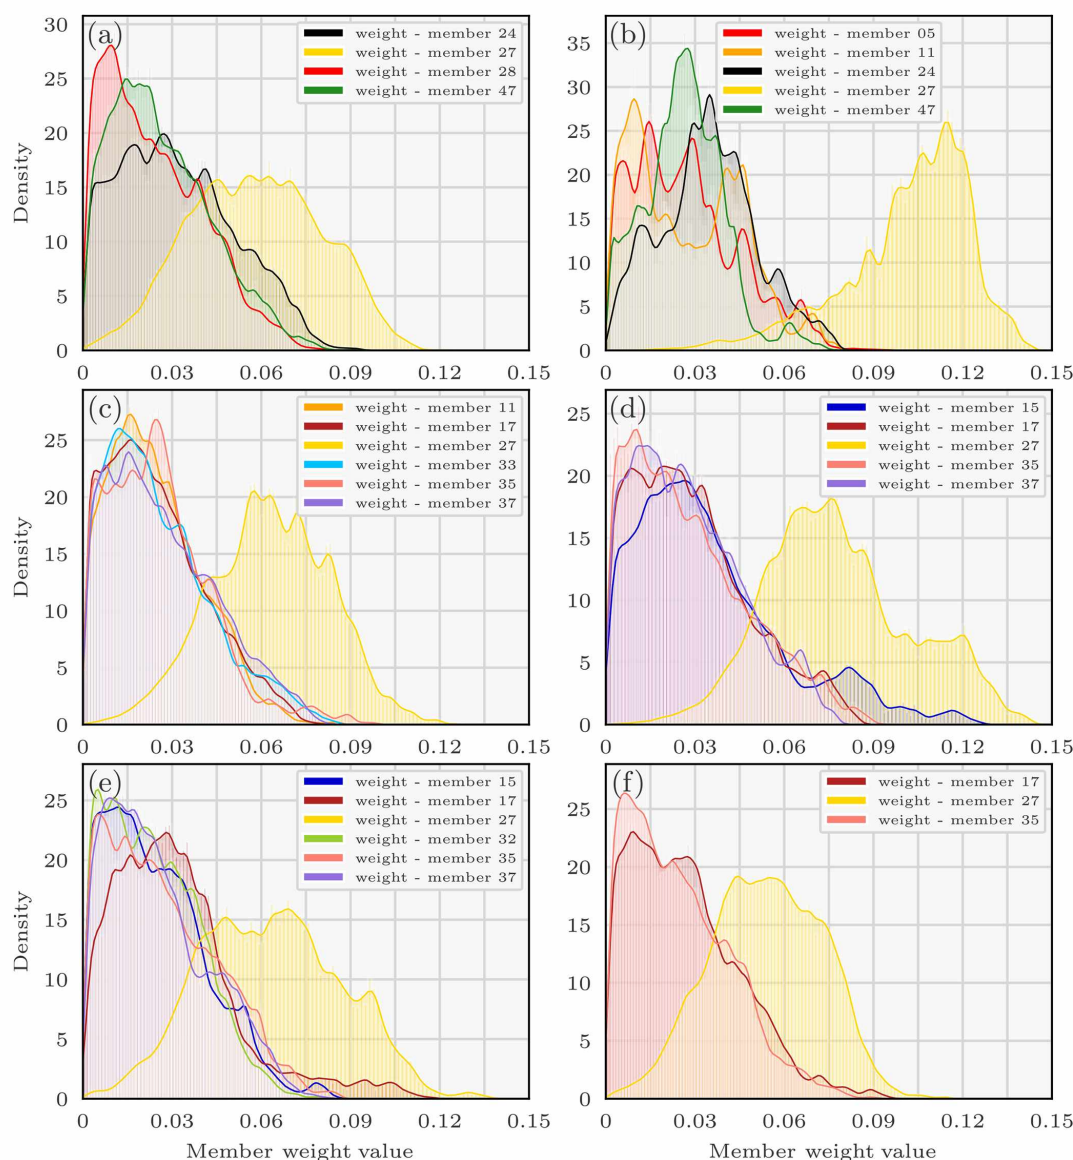 (a)
weight - member 24
weight - member 27
weight - member 28
weight - member 47
Density
30
25
20
15
10
5
0
0 0.03 0.06 0.09 0.12 0.15
(b)
weight - member 05
weight - member 11
weight - member 24
weight - member 27
weight - member 47
35
30
25
20
15
10
5
0
0 0.03 0.06 0.09 0.12 0.15
(c)
weight - member 11
weight - member 17
weight - member 27
weight - member 33
weight - member 35
weight - member 37
Density
25
20
15
10
5
0
0 0.03 0.06 0.09 0.12 0.15
(d)
weight - member 15
weight - member 17
weight - member 27
weight - member 35
weight - member 37
25
20
15
10
5
0
0 0.03 0.06 0.09 0.12 0.15
(e)
weight - member 15
weight - member 17
weight - member 27
weight - member 32
weight - member 35
weight - member 37
Density
25
20
15
10
5
0
0 0.03 0.06 0.09 0.12 0.15
Member weight value
(f)
weight - member 17
weight - member 27
weight - member 35
25
20
15
10
5
0
0 0.03 0.06 0.09 0.12 0.15
Member weight value